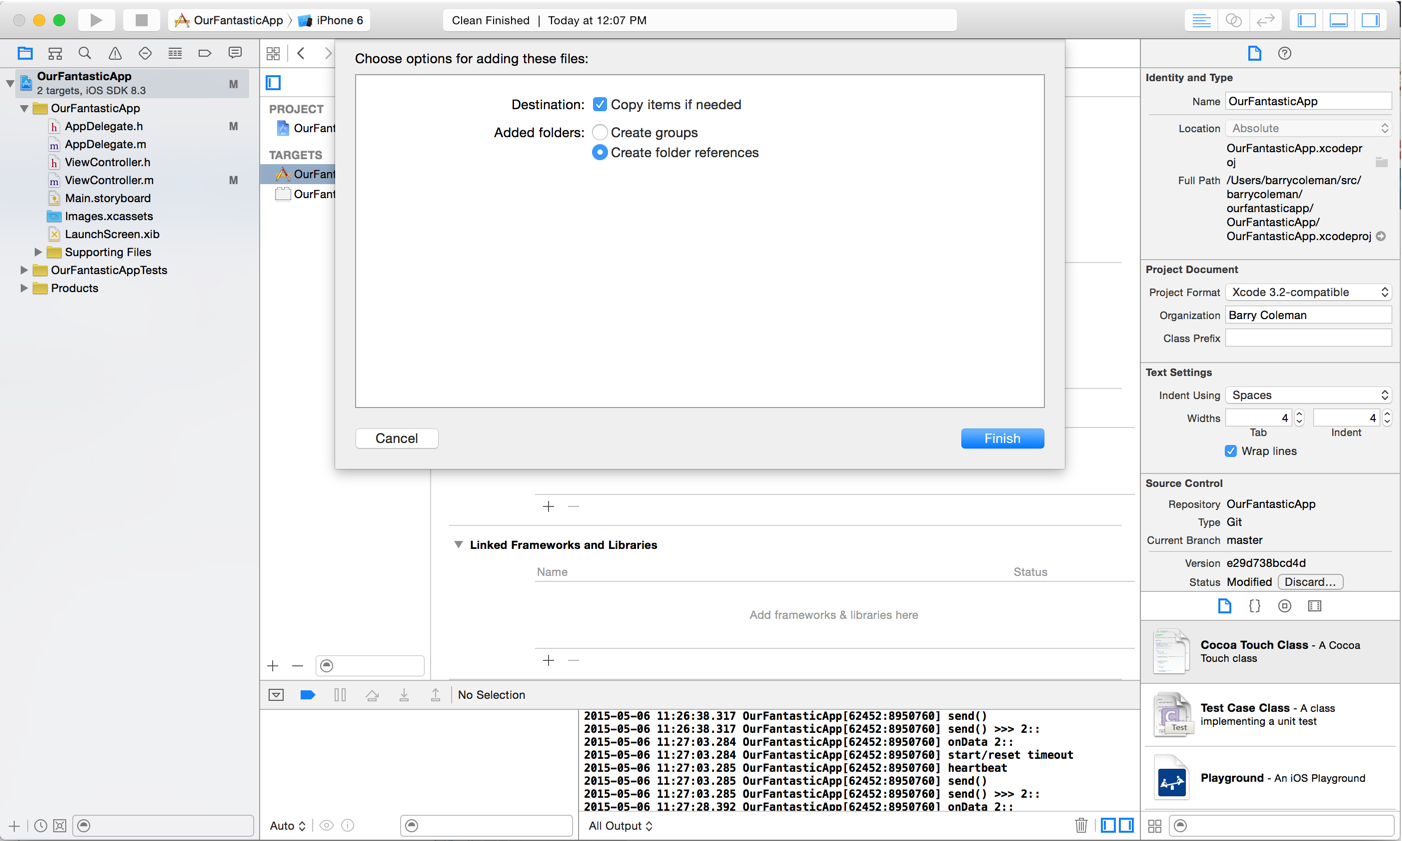 OurFantasticApp
iPhone 6
Clean Finished | Today at 12:07 PM
OurFantasticApp
2 targets, iOS SDK 8.3
M
OurFantasticApp
AppDelegate.h
M
AppDelegate.m
ViewController.h
ViewController.m
M
Main.storyboard
Images.xcassets
LaunchScreen.xib
Supporting Files
OurFantasticAppTests
Products
PROJECT
OurFant
TARGETS
OurFant
OurFant
Choose options for adding these files:
Destination: Copy items if needed
Added folders: Create groups
Create folder references
Cancel
Finish
Linked Frameworks and Libraries
Name Status
Add frameworks & libraries here
No Selection
2015-05-06 11:26:38.317 OurFantasticApp[62452:8950760] send()
2015-05-06 11:26:38.317 OurFantasticApp[62452:8950760] send() >>> 2::
2015-05-06 11:27:03.284 OurFantasticApp[62452:8950760] onData 2::
2015-05-06 11:27:03.284 OurFantasticApp[62452:8950760] start/reset timeout
2015-05-06 11:27:03.285 OurFantasticApp[62452:8950760] heartbeat
2015-05-06 11:27:03.285 OurFantasticApp[62452:8950760] send()
2015-05-06 11:27:03.285 OurFantasticApp[62452:8950760] send() >>> 2::
2015-05-06 11:27:28.392 OurFantasticApp[62452:8950760] onData 2::
Auto
All Output
Identity and Type
Name OurFantasticApp
Location Absolute
OurFantasticApp.xcodepr
oj
Full Path /Users/barrycoleman/src/
barrycoleman/
ourfantasticapp/
OurFantasticApp/
OurFantasticApp.xcodeproj
Project Document
Project Format Xcode 3.2-compatible
Organization Barry Coleman
Class Prefix
Text Settings
Indent Using Spaces
Widths 4 4
Tab Indent
Wrap lines
Source Control
Repository OurFantasticApp
Type Git
Current Branch master
Version e29d738bcd4d
Status Modified Discard...
Cocoa Touch Class - A Cocoa
Touch class
Test
Test Case Class - A class
implementing a unit test
Playground - An iOS Playground